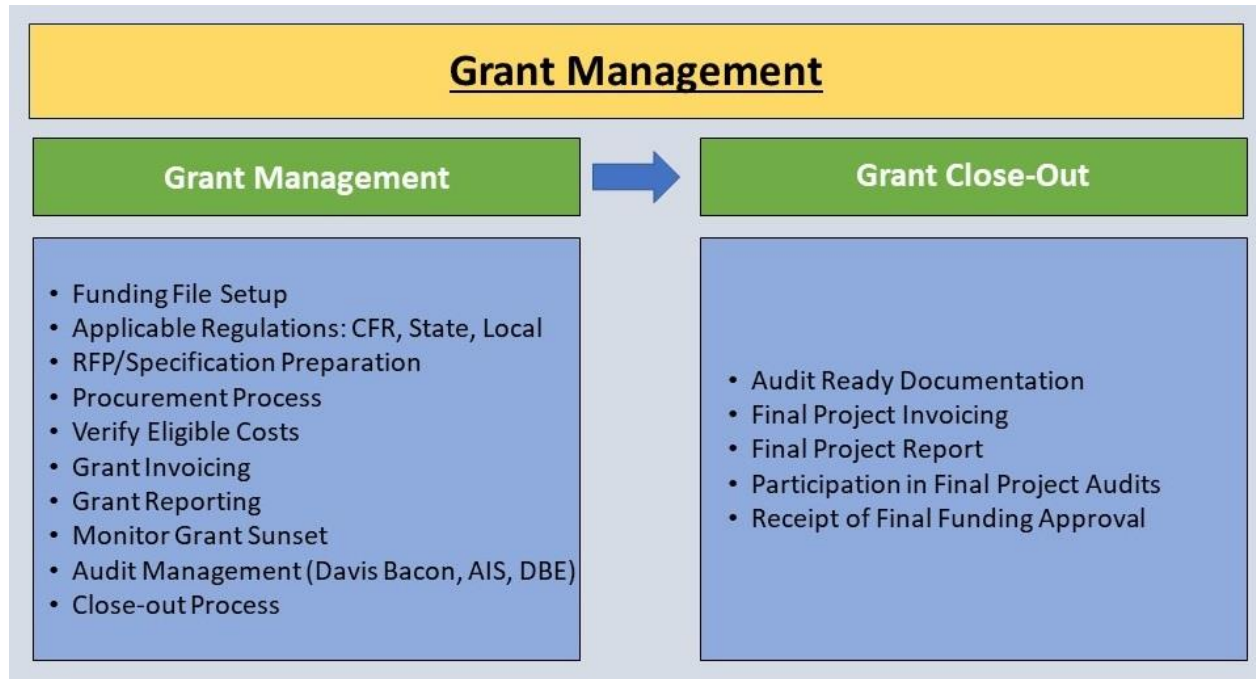 Grant Management
Grant Management
Grant Close-Out
• Funding File Setup
• Applicable Regulations: CFR, State, Local
• RFP/Specification Preparation
• Procurement Process
• Verify Eligible Costs
• Grant Invoicing
• Grant Reporting
• Monitor Grant Sunset
• Audit Management (Davis Bacon, AIS, DBE)
• Close-out Process
• Audit Ready Documentation
• Final Project Invoicing
• Final Project Report
• Participation in Final Project Audits
• Receipt of Final Funding Approval